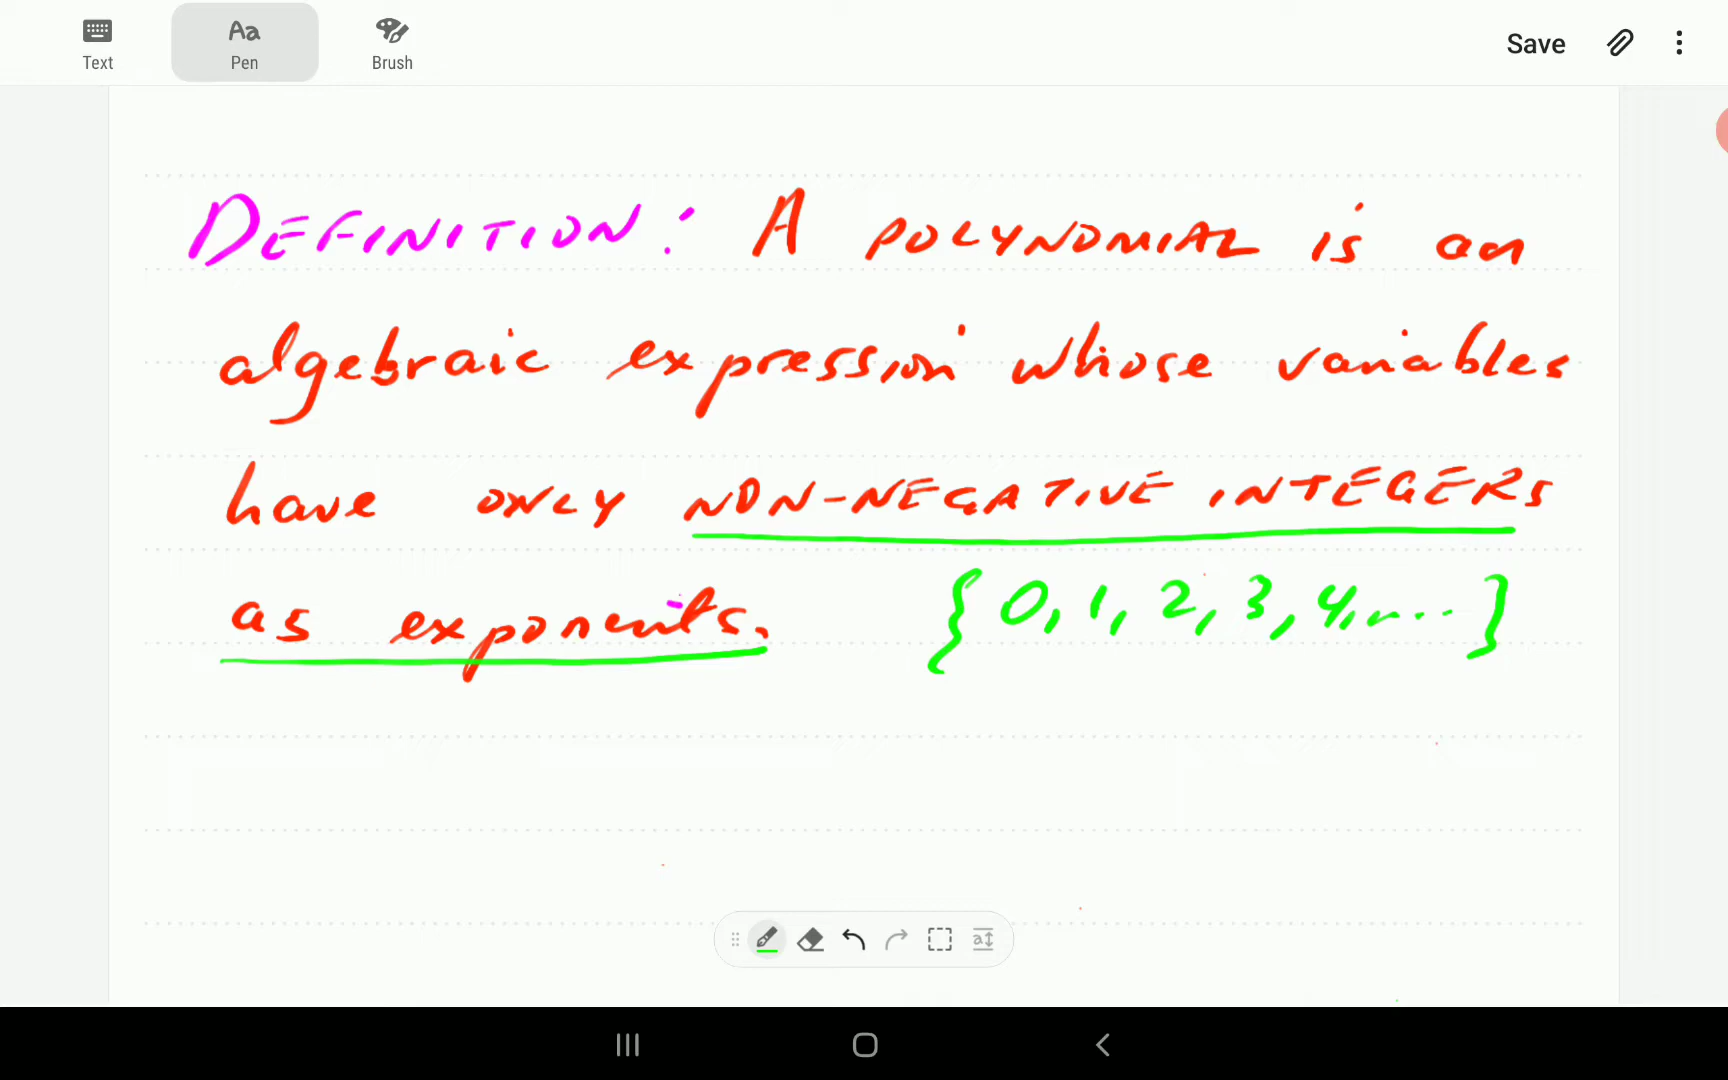 Text
Aa
Pen
Brush
Save
DEFINITION: A POLYNOMIAL is an
algebraic expression whose variables
have ONLY NON-NEGATIVE INTEGERS
as exponents. {0, 1, 2, 3, 4, ... }